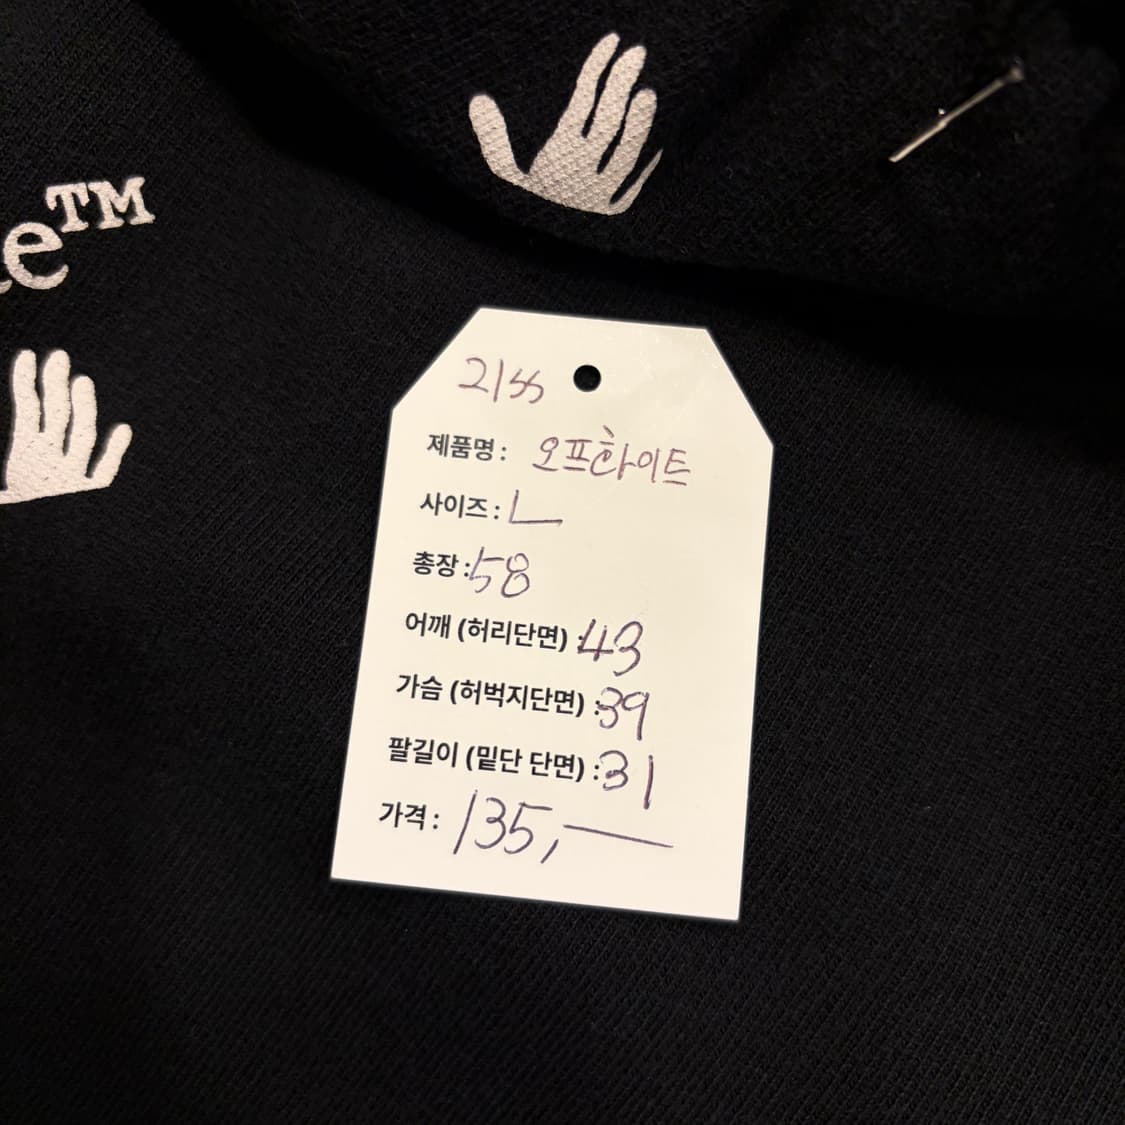 e™
21ss
제품명 : 오프화이트
사이즈 : L
총장 : 58
어깨 (허리단면) : 43
가슴 (허벅지단면) : 39
팔길이 (밑단 단면) : 31
가격 : 135,—